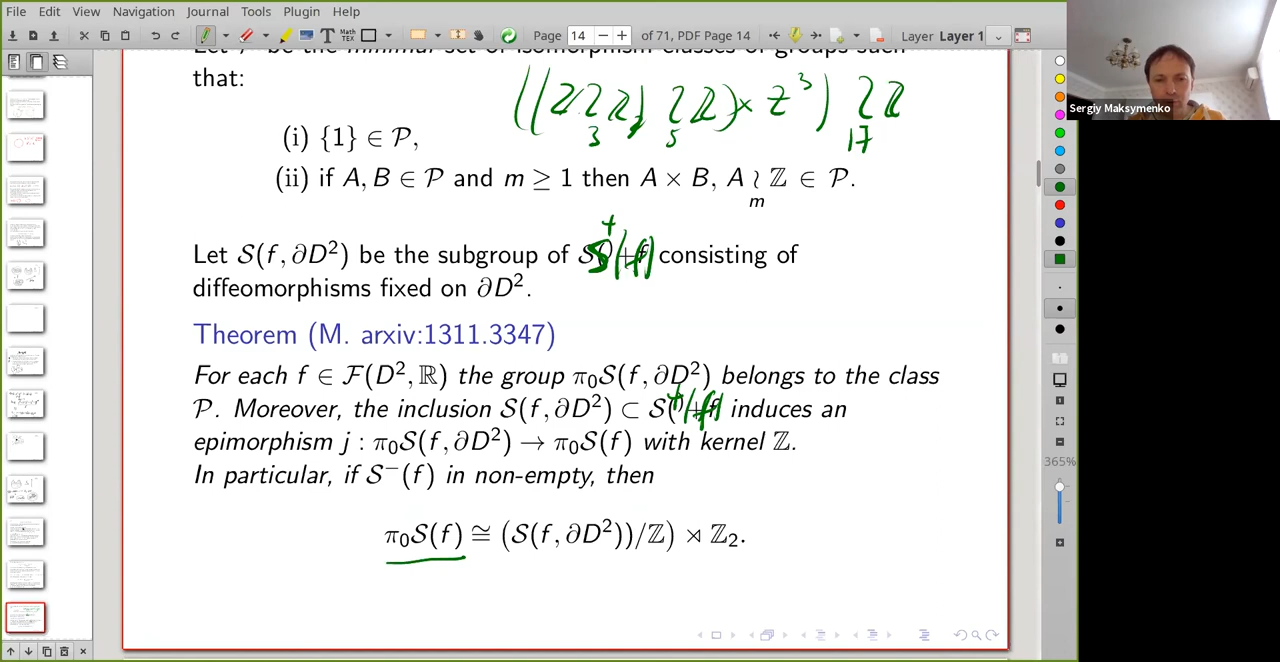 File Edit View Navigation Journal Tools Plugin Help
Page 14 of 71, PDF Page 14 Layer Layer 1
Sergiy Maksymenko
that:
((ℤ ≀ ℤ) ≀ ℤ) × ℤ³) ≀ ℤ
3 5 17
(i) {1} ∈ 𝒫,
(ii) if A, B ∈ 𝒫 and m ≥ 1 then A × B, A ≀ ℤ ∈ 𝒫.
m
Let 𝒮(f, ∂D²) be the subgroup of S⁺(f) consisting of
diffeomorphisms fixed on ∂D².
Theorem (M. arxiv:1311.3347)
For each f ∈ ℱ(D², ℝ) the group π₀𝒮(f, ∂D²) belongs to the class
𝒫. Moreover, the inclusion 𝒮(f, ∂D²) ⊂ 𝒮⁺(f) induces an
epimorphism j : π₀𝒮(f, ∂D²) → π₀𝒮(f) with kernel ℤ.
In particular, if 𝒮⁻(f) in non-empty, then
π₀𝒮(f) ≅ (𝒮(f, ∂D²))/ℤ) ⋊ ℤ₂.
365%